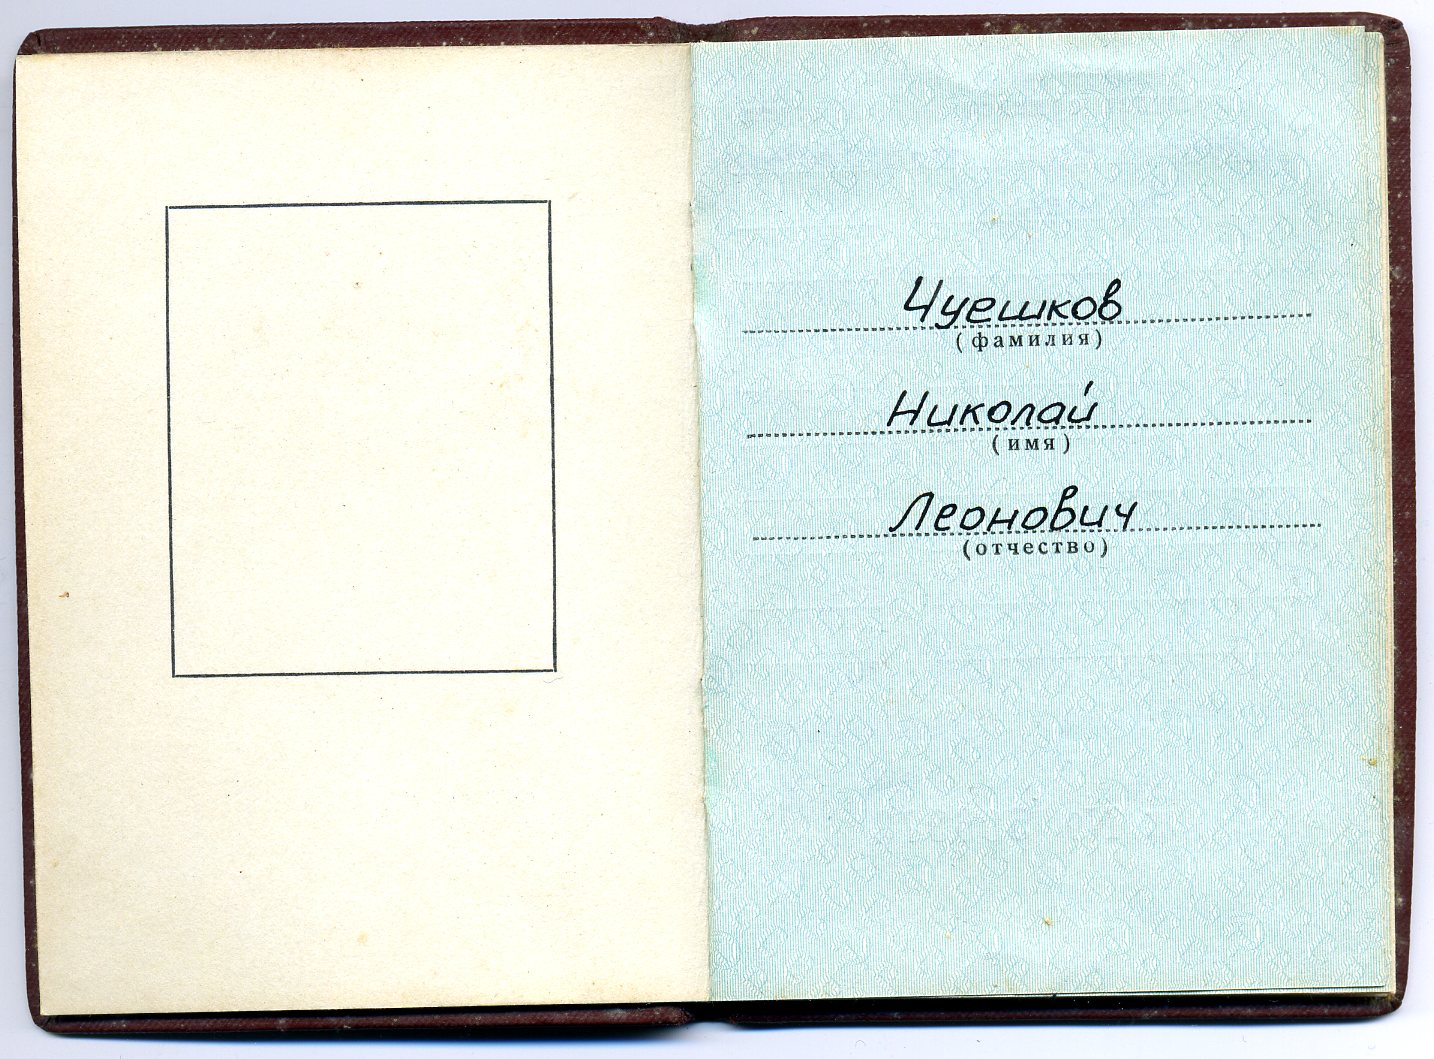 Чуешков
(фамилия)
Николай
(имя)
Леонович
(отчество)